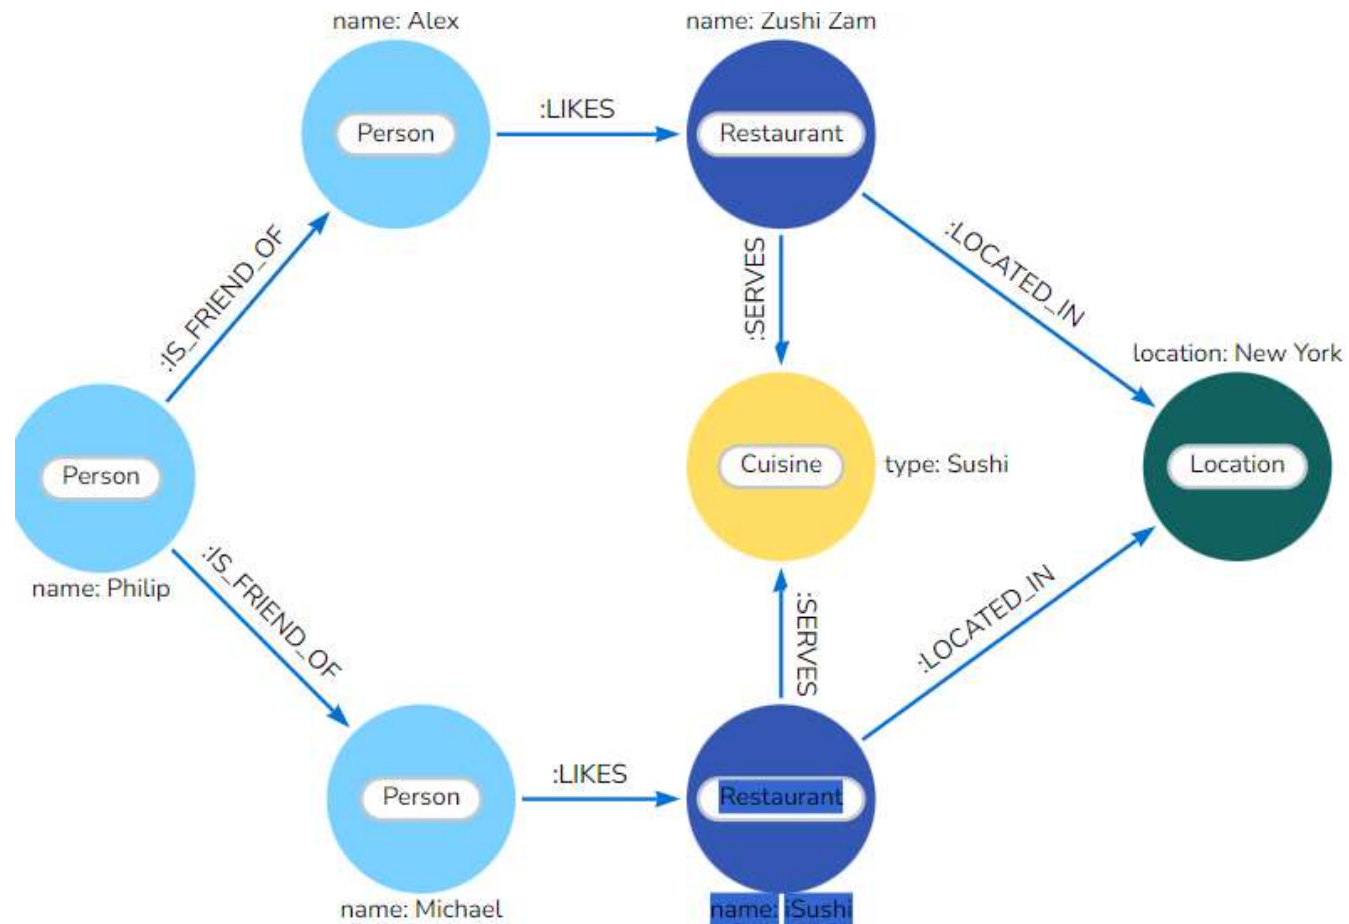 name: Alex
name: Zushi Zam
Person
:LIKES
Restaurant
:IS_FRIEND_OF
:SERVES
:LOCATED_IN
location: New York
Person
Cuisine
type: Sushi
Location
name: Philip
:IS_FRIEND_OF
:SERVES
:LOCATED_IN
Person
:LIKES
Restaurant
name: Michael
name: iSushi